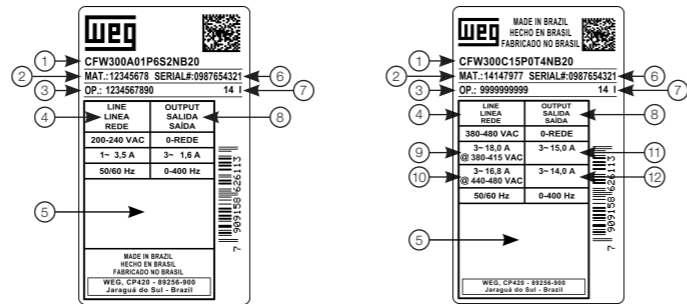 WEG
1 CFW300A01P6S2NB20
2 MAT.:12345678 SERIAL#:0987654321 6
3 OP.: 1234567890 14 I 7
4 LINE LINEA REDE OUTPUT SALIDA SAÍDA 8
200-240 VAC 0-REDE
1~ 3,5 A 3~ 1,6 A
50/60 Hz 0-400 Hz
5
7 909158 626113
MADE IN BRAZIL
HECHO EN BRASIL
FABRICADO NO BRASIL
WEG, CP420 - 89256-900
Jaraguá do Sul - Brazil
WEG
MADE IN BRAZIL
HECHO EN BRASIL
FABRICADO NO BRASIL
1 CFW300C15P0T4NB20
2 MAT.:14147977 SERIAL#:0987654321 6
3 OP.: 9999999999 14 I 7
4 LINE LINEA REDE OUTPUT SALIDA SAÍDA 8
380-480 VAC 0-REDE
9 3~ 18,0 A 3~ 15,0 A 11
@ 380-415 VAC
10 3~ 16,8 A 3~ 14,0 A 12
@ 440-480 VAC
50/60 Hz 0-400 Hz
5
7 909158 626113
WEG, CP420 - 89256-900
Jaraguá do Sul - Brazil